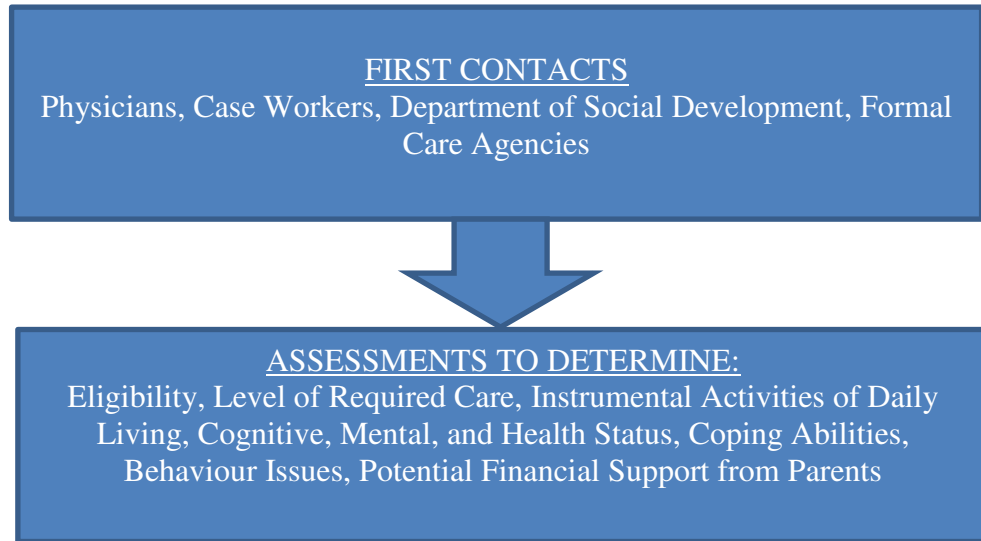 FIRST CONTACTS
Physicians, Case Workers, Department of Social Development, Formal
Care Agencies
ASSESSMENTS TO DETERMINE:
Eligibility, Level of Required Care, Instrumental Activities of Daily
Living, Cognitive, Mental, and Health Status, Coping Abilities,
Behaviour Issues, Potential Financial Support from Parents